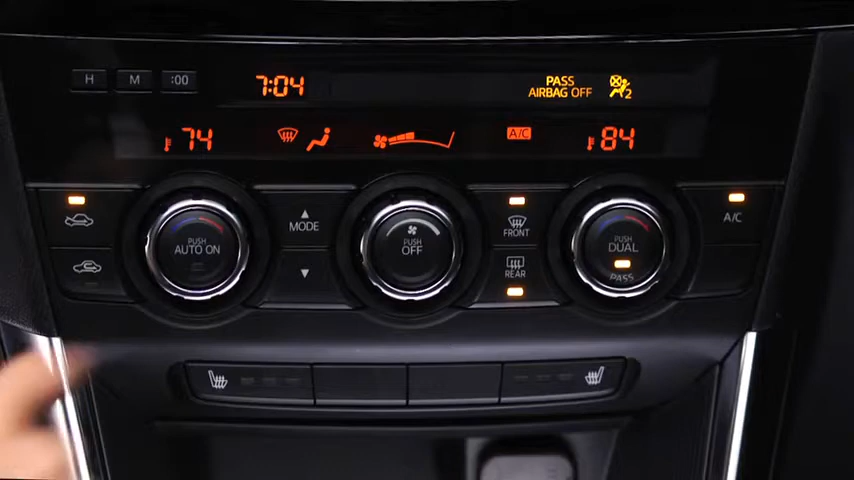 H M :00 7:04 PASS
AIRBAG OFF 2
74 A/C 84
PUSH
AUTO ON
MODE
PUSH
OFF
FRONT
REAR
PUSH
DUAL
PASS
A/C